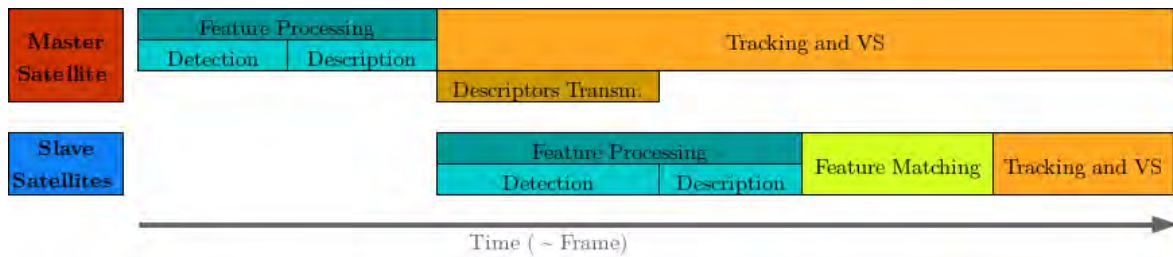 Master
Satellite
Feature Processing
Detection
Description
Tracking and VS
Descriptors Transm.
Slave
Satellites
Feature Processing
Detection
Description
Feature Matching
Tracking and VS
Time ( ~ Frame)